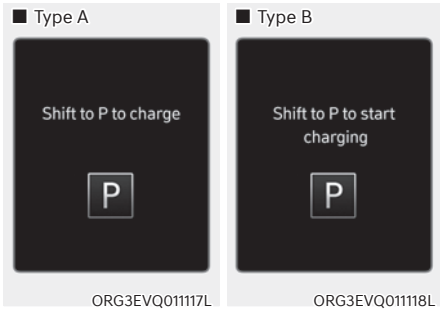 ■ Type A
Shift to P to charge
P
ORG3EVQ011117L
■ Type B
Shift to P to start
charging
P
ORG3EVQ011118L